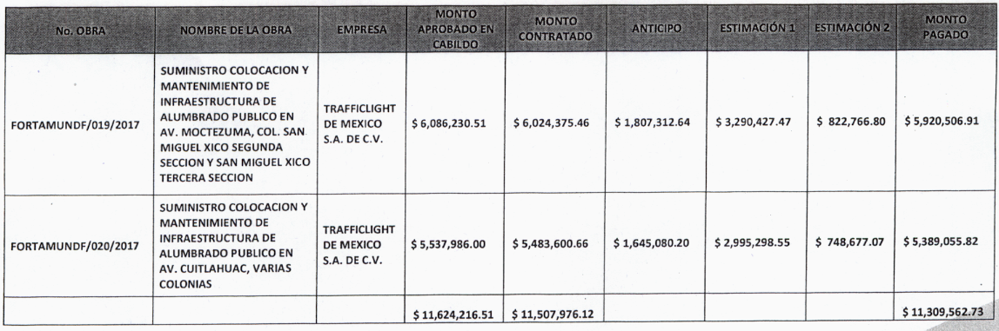 No. OBRA
NOMBRE DE LA OBRA
EMPRESA
MONTO
APROBADO EN
CABILDO
MONTO
CONTRATADO
ANTICIPO
ESTIMACIÓN 1
ESTIMACIÓN 2
MONTO
PAGADO
FORTAMUNDF/019/2017
SUMINISTRO COLOCACION Y
MANTENIMIENTO DE
INFRAESTRUCTURA DE
ALUMBRADO PUBLICO EN
AV. MOCTEZUMA, COL. SAN
MIGUEL XICO SEGUNDA
SECCION Y SAN MIGUEL XICO
TERCERA SECCION
TRAFFICLIGHT
DE MEXICO
S.A. DE C.V.
$ 6,086,230.51
$ 6,024,375.46
$ 1,807,312.64
$ 3,290,427.47
$ 822,766.80
$ 5,920,506.91
FORTAMUNDF/020/2017
SUMINISTRO COLOCACION Y
MANTENIMIENTO DE
INFRAESTRUCTURA DE
ALUMBRADO PUBLICO EN
AV. CUITLAHUAC, VARIAS
COLONIAS
TRAFFICLIGHT
DE MEXICO
S.A. DE C.V.
$ 5,537,986.00
$ 5,483,600.66
$ 1,645,080.20
$ 2,995,298.55
$ 748,677.07
$ 5,389,055.82
$ 11,624,216.51
$ 11,507,976.12
$ 11,309,562.73